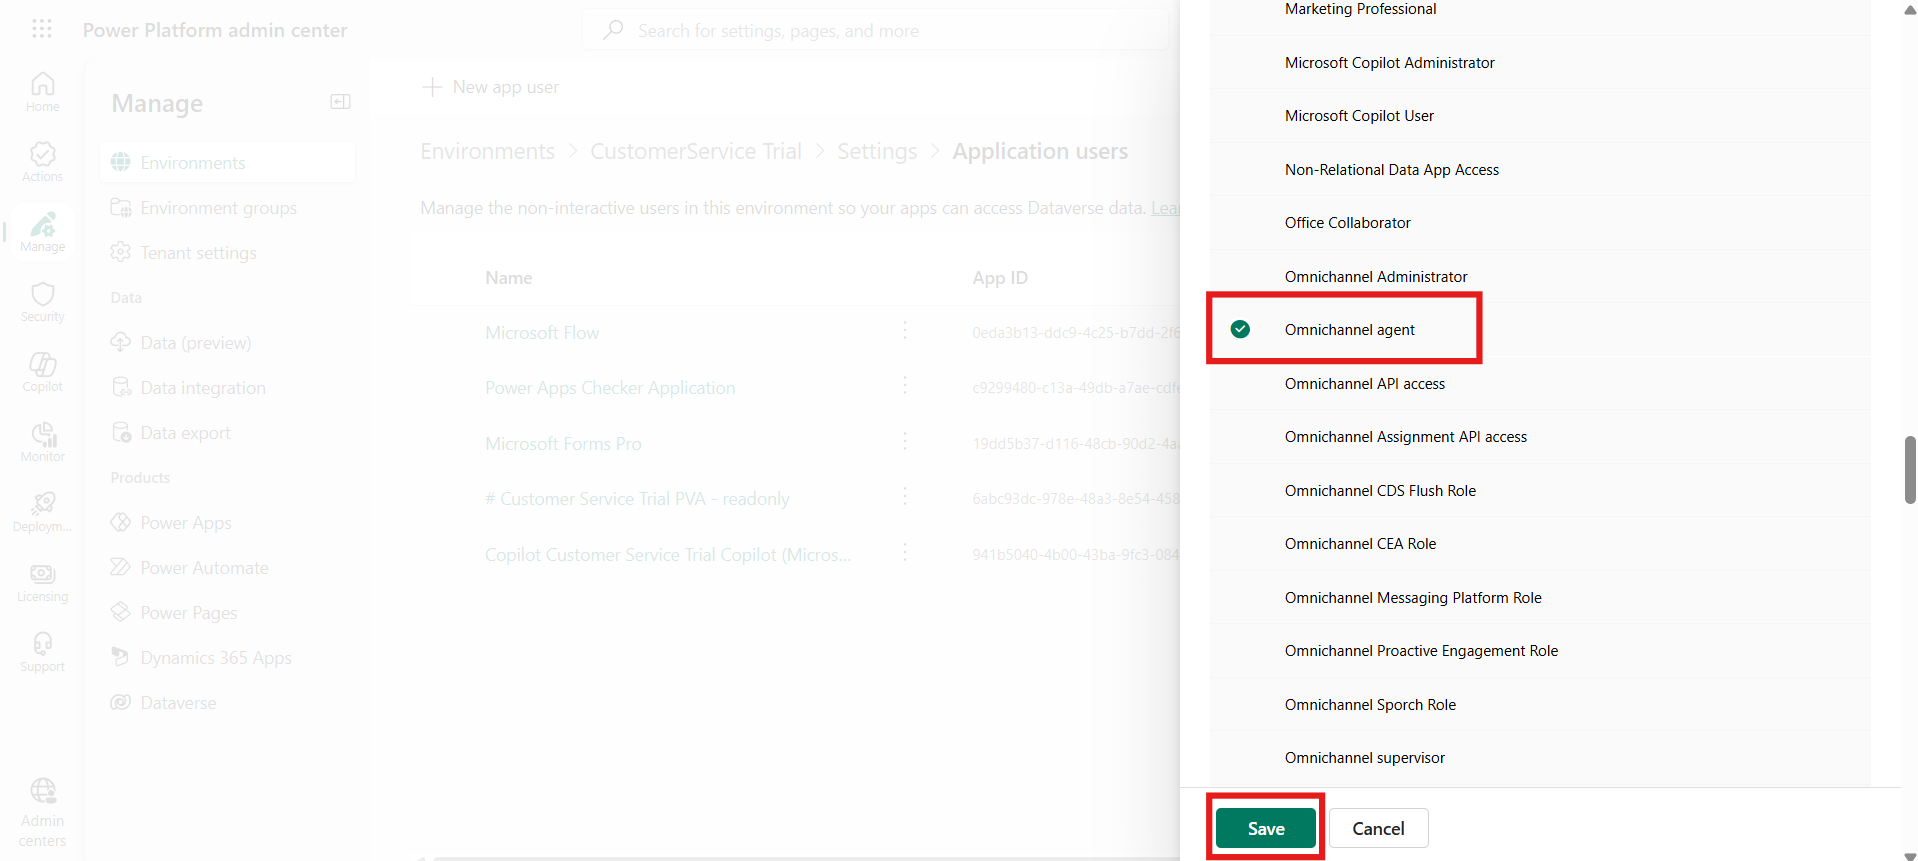 Power Platform admin center
Search for settings, pages, and more
Home
Actions
Manage
Security
Copilot
Monitor
Deploym...
Licensing
Support
Admin
centers
Manage
Environments
Environment groups
Tenant settings
Data
Data (preview)
Data integration
Data export
Products
Power Apps
Power Automate
Power Pages
Dynamics 365 Apps
Dataverse
New app user
Environments > CustomerService Trial > Settings > Application users
Manage the non-interactive users in this environment so your apps can access Dataverse data. Lear
Name App ID
Microsoft Flow 0eda3b13-ddc9-4c25-b7dd-2f6
Power Apps Checker Application c9299480-c13a-49db-a7ae-cdfe
Microsoft Forms Pro 19dd5b37-d116-48cb-90d2-4a
# Customer Service Trial PVA - readonly 6abc93dc-978e-48a3-8e54-458
Copilot Customer Service Trial Copilot (Micros... 941b5040-4b00-43ba-9fc3-084
Marketing Professional
Microsoft Copilot Administrator
Microsoft Copilot User
Non-Relational Data App Access
Office Collaborator
Omnichannel Administrator
Omnichannel agent
Omnichannel API access
Omnichannel Assignment API access
Omnichannel CDS Flush Role
Omnichannel CEA Role
Omnichannel Messaging Platform Role
Omnichannel Proactive Engagement Role
Omnichannel Sporch Role
Omnichannel supervisor
Save Cancel